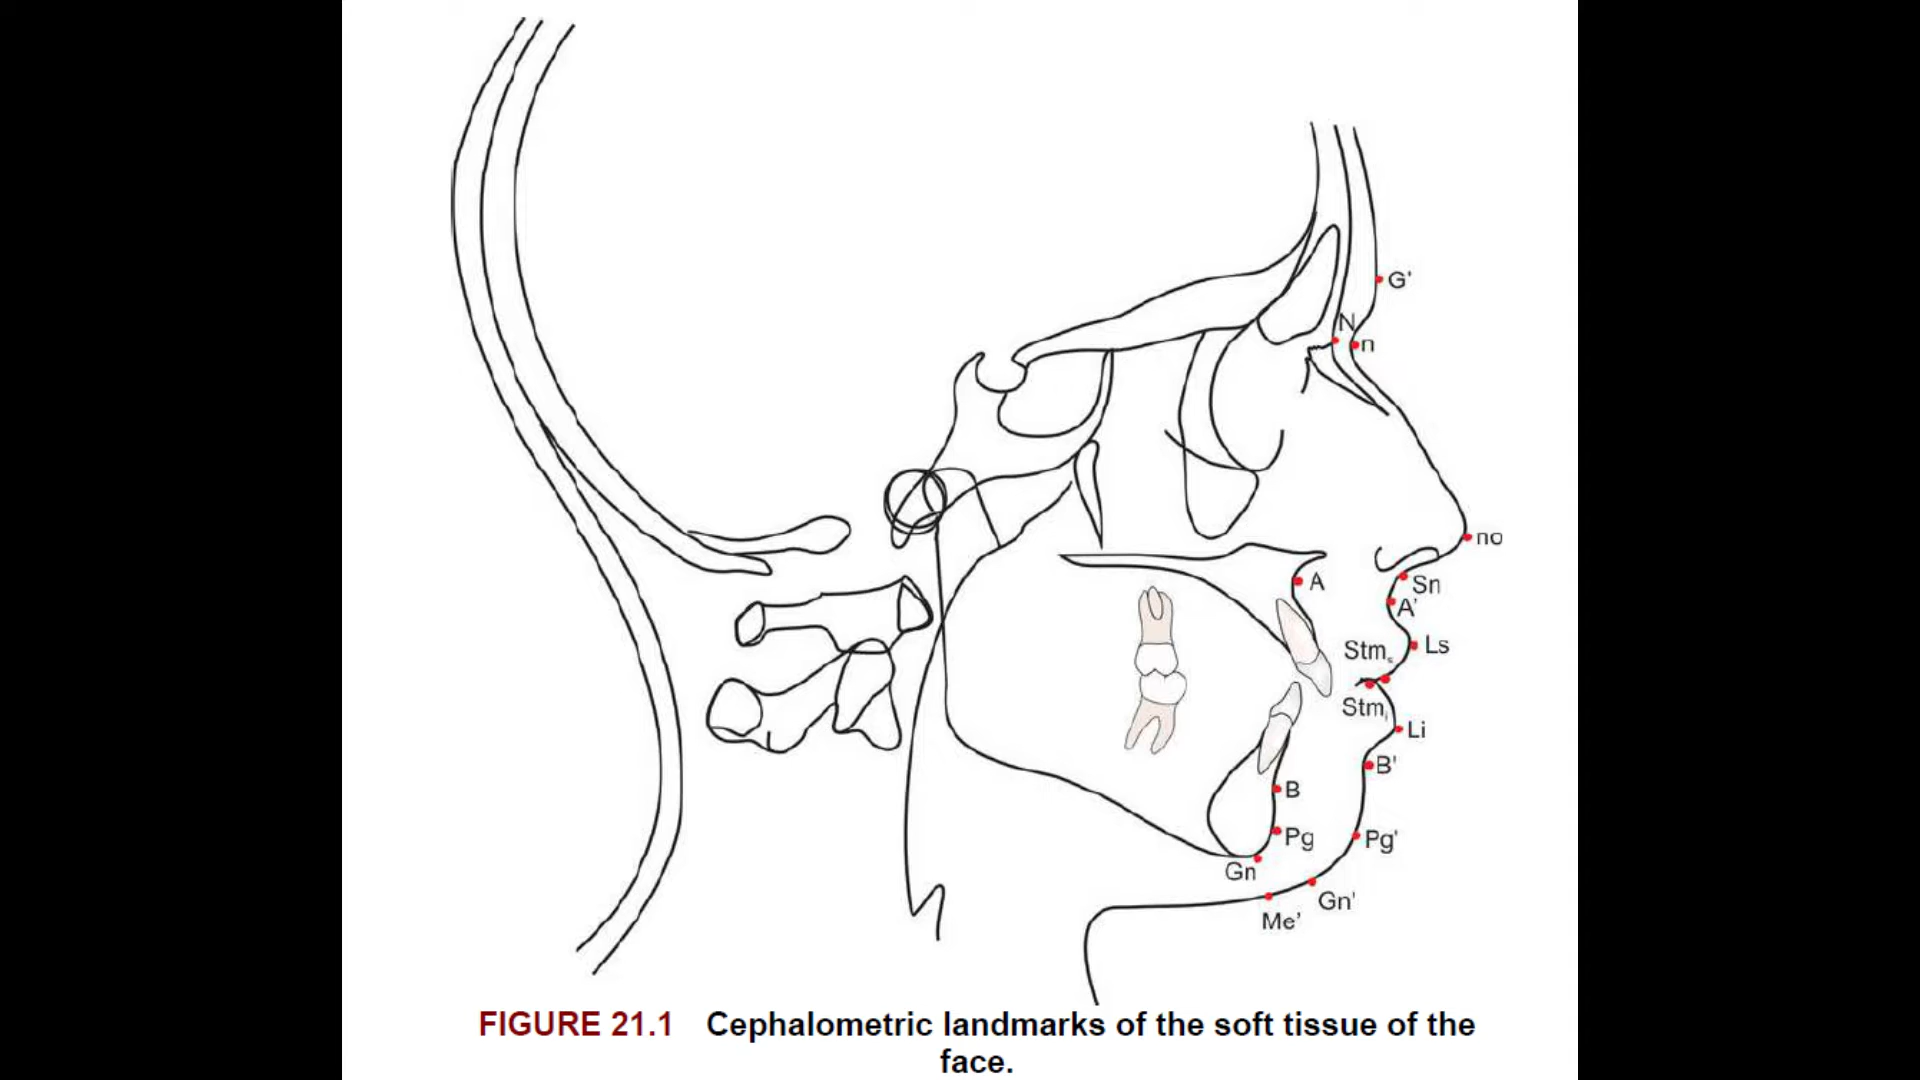 G'
N
n
no
A
Sn
A'
Ls
Stms
Stmi
Li
B'
B
Pg
Pg'
Gn
Gn'
Me'
FIGURE 21.1 Cephalometric landmarks of the soft tissue of the
face.